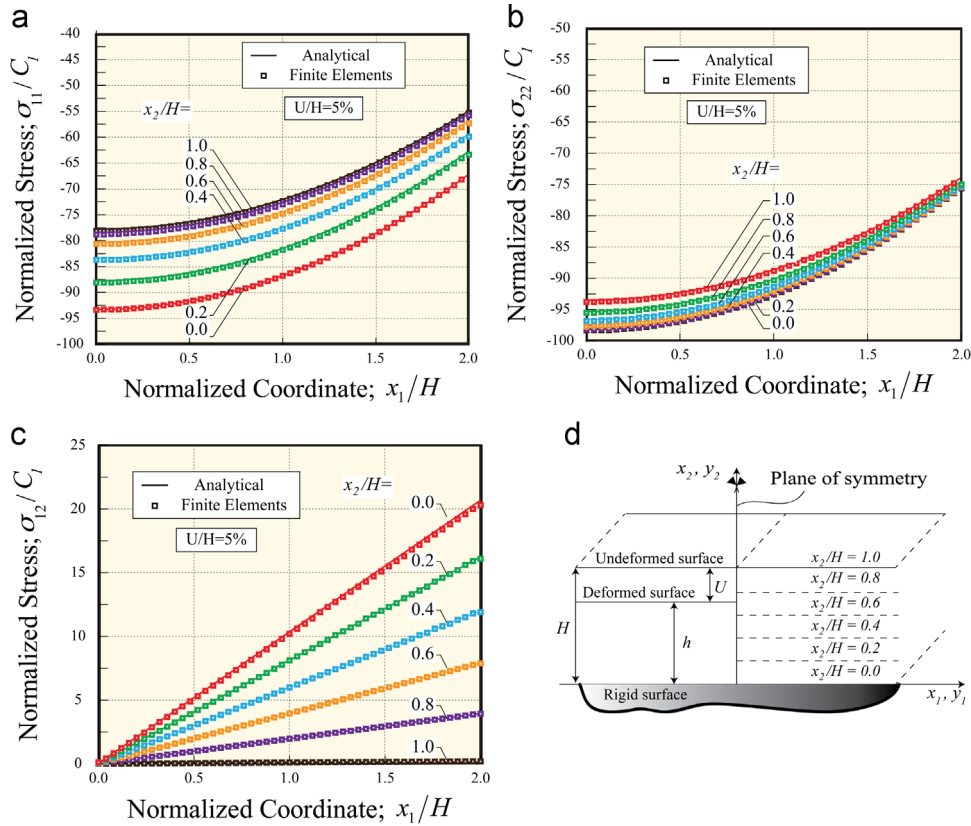 a
-40
-45
-50
-55
-60
-65
-70
-75
-80
-85
-90
-95
-100
Normalized Stress; σ11/C1
Analytical
Finite Elements
U/H=5%
x2/H=
1.0
0.8
0.6
0.4
0.2
0.0
0.0 0.5 1.0 1.5 2.0
Normalized Coordinate; x1/H
b
-50
-55
-60
-65
-70
-75
-80
-85
-90
-95
-100
Normalized Stress; σ22/C1
Analytical
Finite Elements
U/H=5%
x2/H=
1.0
0.8
0.6
0.4
0.2
0.0
0.0 0.5 1.0 1.5 2.0
Normalized Coordinate; x1/H
c
25
20
15
10
5
0
Normalized Stress; σ12/C1
Analytical
Finite Elements
U/H=5%
x2/H=
0.0
0.2
0.4
0.6
0.8
1.0
0.0 0.5 1.0 1.5 2.0
Normalized Coordinate; x1/H
d
x2, y2
Plane of symmetry
Undeformed surface
Deformed surface
U
H
h
x2/H = 1.0
x2/H = 0.8
x2/H = 0.6
x2/H = 0.4
x2/H = 0.2
x2/H = 0.0
Rigid surface
x1, y1